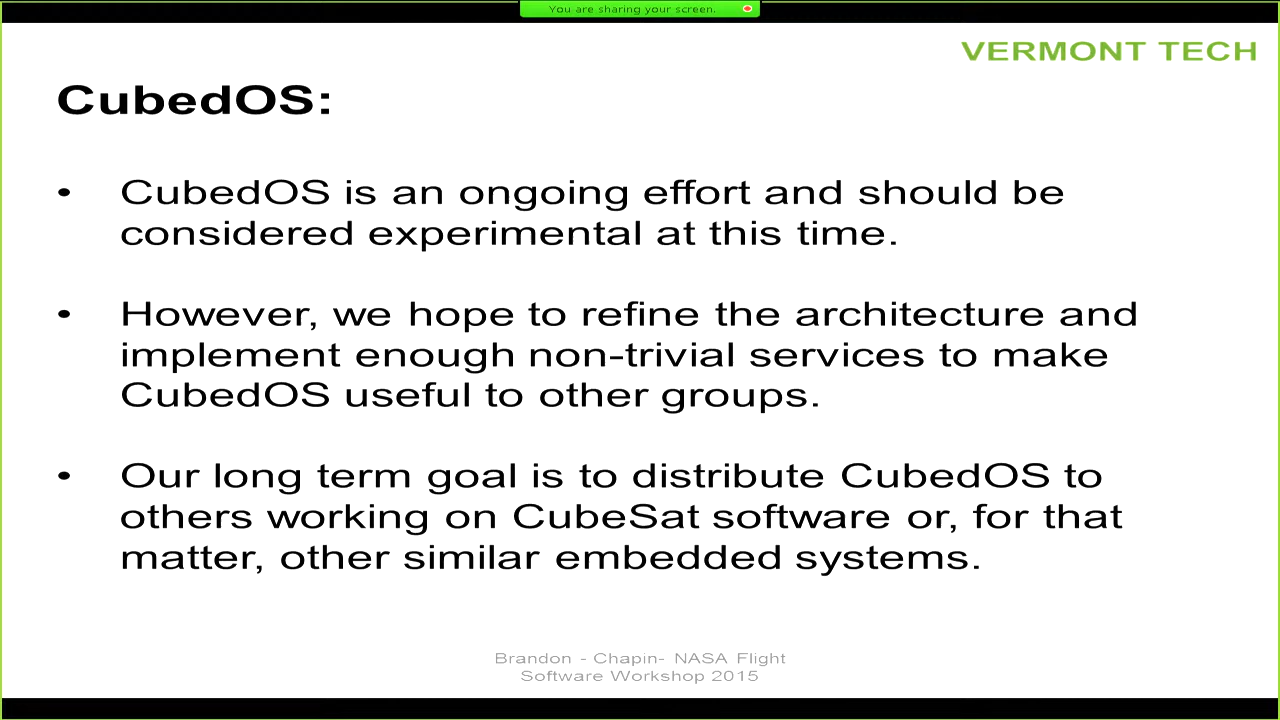 You are sharing your screen.
VERMONT TECH
CubedOS:
• CubedOS is an ongoing effort and should be
considered experimental at this time.
• However, we hope to refine the architecture and
implement enough non-trivial services to make
CubedOS useful to other groups.
• Our long term goal is to distribute CubedOS to
others working on CubeSat software or, for that
matter, other similar embedded systems.
Brandon - Chapin- NASA Flight
Software Workshop 2015